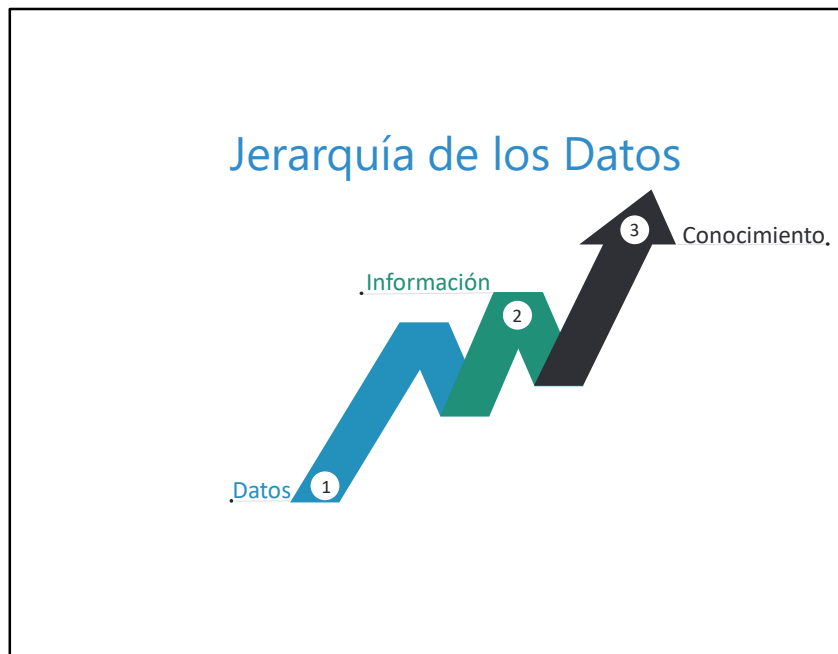 Jerarquía de los Datos
3
Conocimiento
Información
2
Datos
1